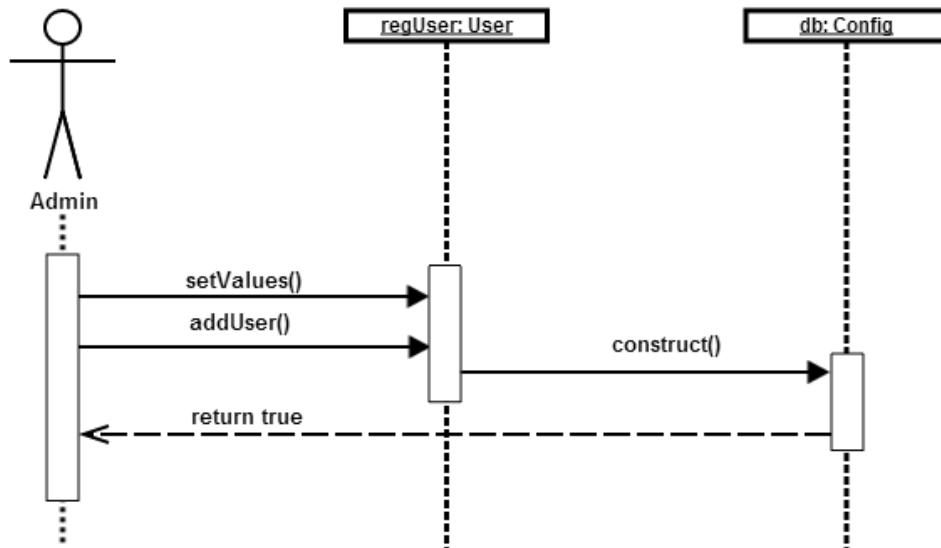 regUser: User
db: Config
Admin
setValues()
addUser()
construct()
return true